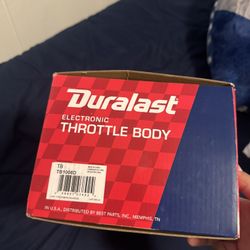 Duralast
ELECTRONIC
THROTTLE BODY
TB
TB1006D
IN U.S.A., DISTRIBUTED BY BEST PARTS, INC., MEMPHIS, TN